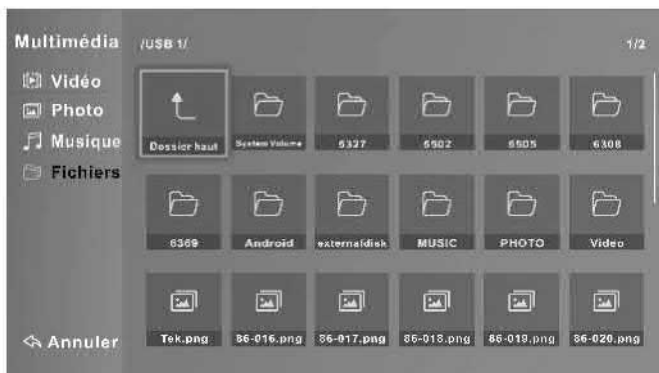 Multimédia
/USB 1/
1/2
Vidéo
Photo
Musique
Fichiers
Annuler
Dossier haut
System Volume
5327
6502
6505
6308
6369
Android
externaldisk
MUSIC
PHOTO
Video
Tek.png
86-016.png
86-017.png
86-018.png
86-019.png
86-020.png